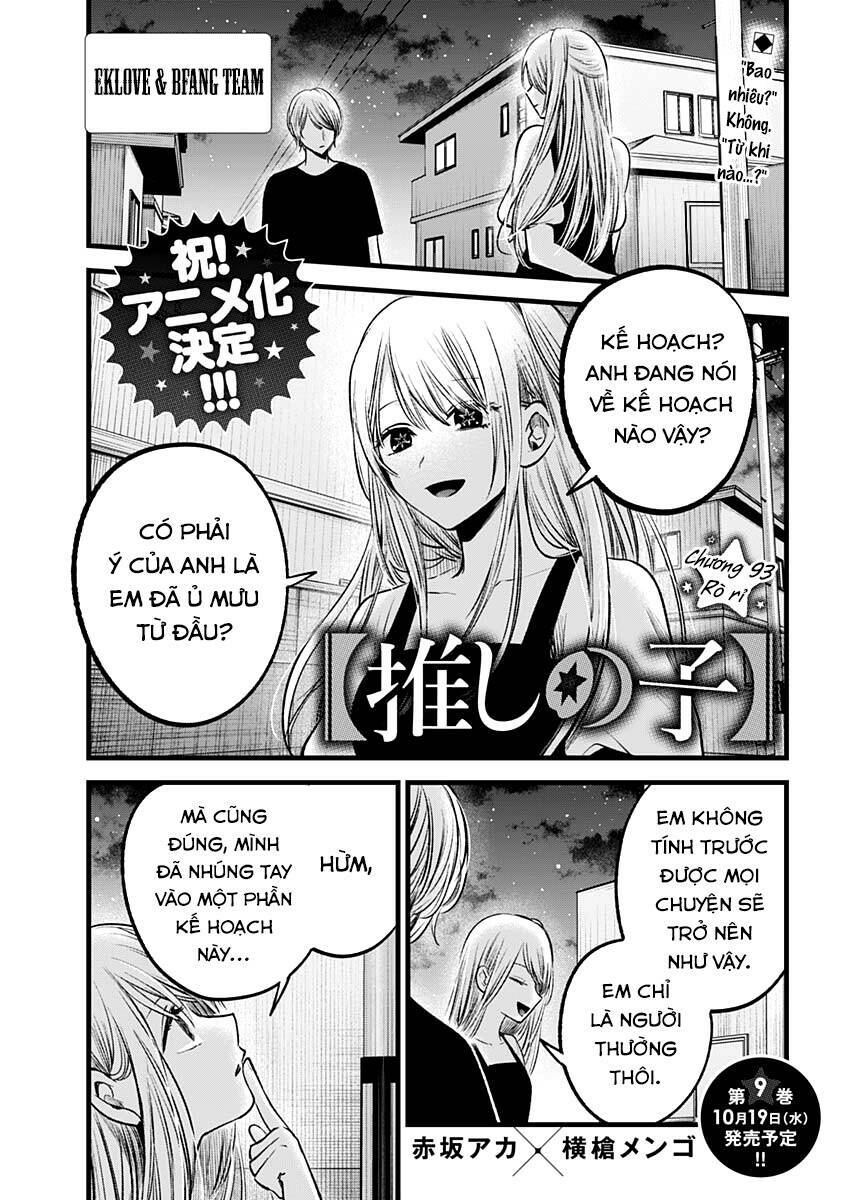 EKLOVE & BFANG TEAM
"Bao
nhiêu?"
Không.
"Từ khi
nào...?"
祝!
アニメ化
決定
!!!
KẾ HOẠCH?
ANH ĐANG NÓI
VỀ KẾ HOẠCH
NÀO VẬY?
CÓ PHẢI
Ý CỦA ANH LÀ
EM ĐÃ Ủ MƯU
TỪ ĐẦU?
Chương 93
Rò rỉ
【推しの子】
EM KHÔNG
TÍNH TRƯỚC
ĐƯỢC MỌI
CHUYỆN SẼ
TRỞ NÊN
NHƯ VẬY.
EM CHỈ
LÀ NGƯỜI
THƯỜNG
THÔI.
HỪM,
MÀ CŨNG
ĐÚNG, MÌNH
ĐÃ NHÚNG TAY
VÀO MỘT PHẦN
KẾ HOẠCH
NÀY...
赤坂アカ×横槍メンゴ
第9巻
10月19日(水)
発売予定
!!